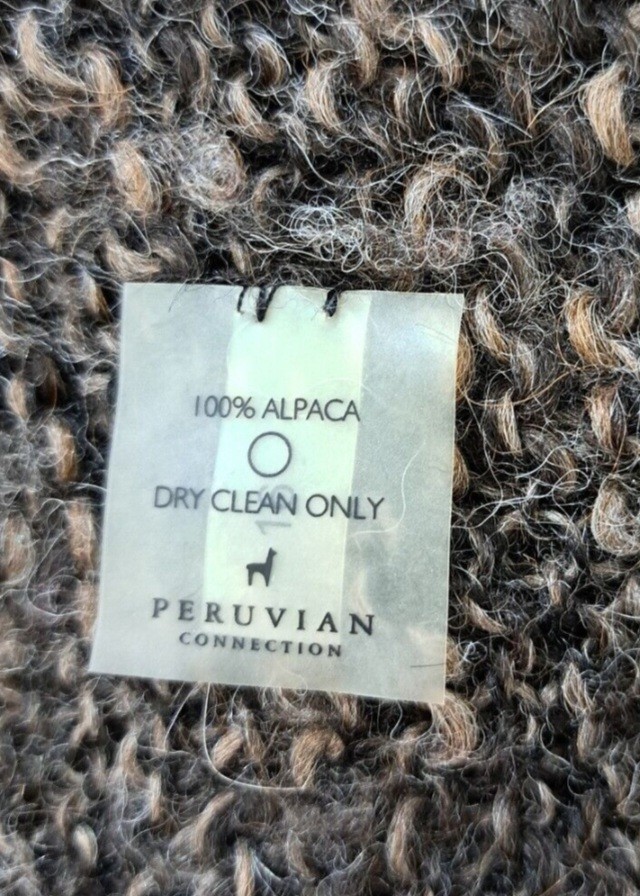 100% ALPACA
DRY CLEAN ONLY
PERUVIAN
CONNECTION